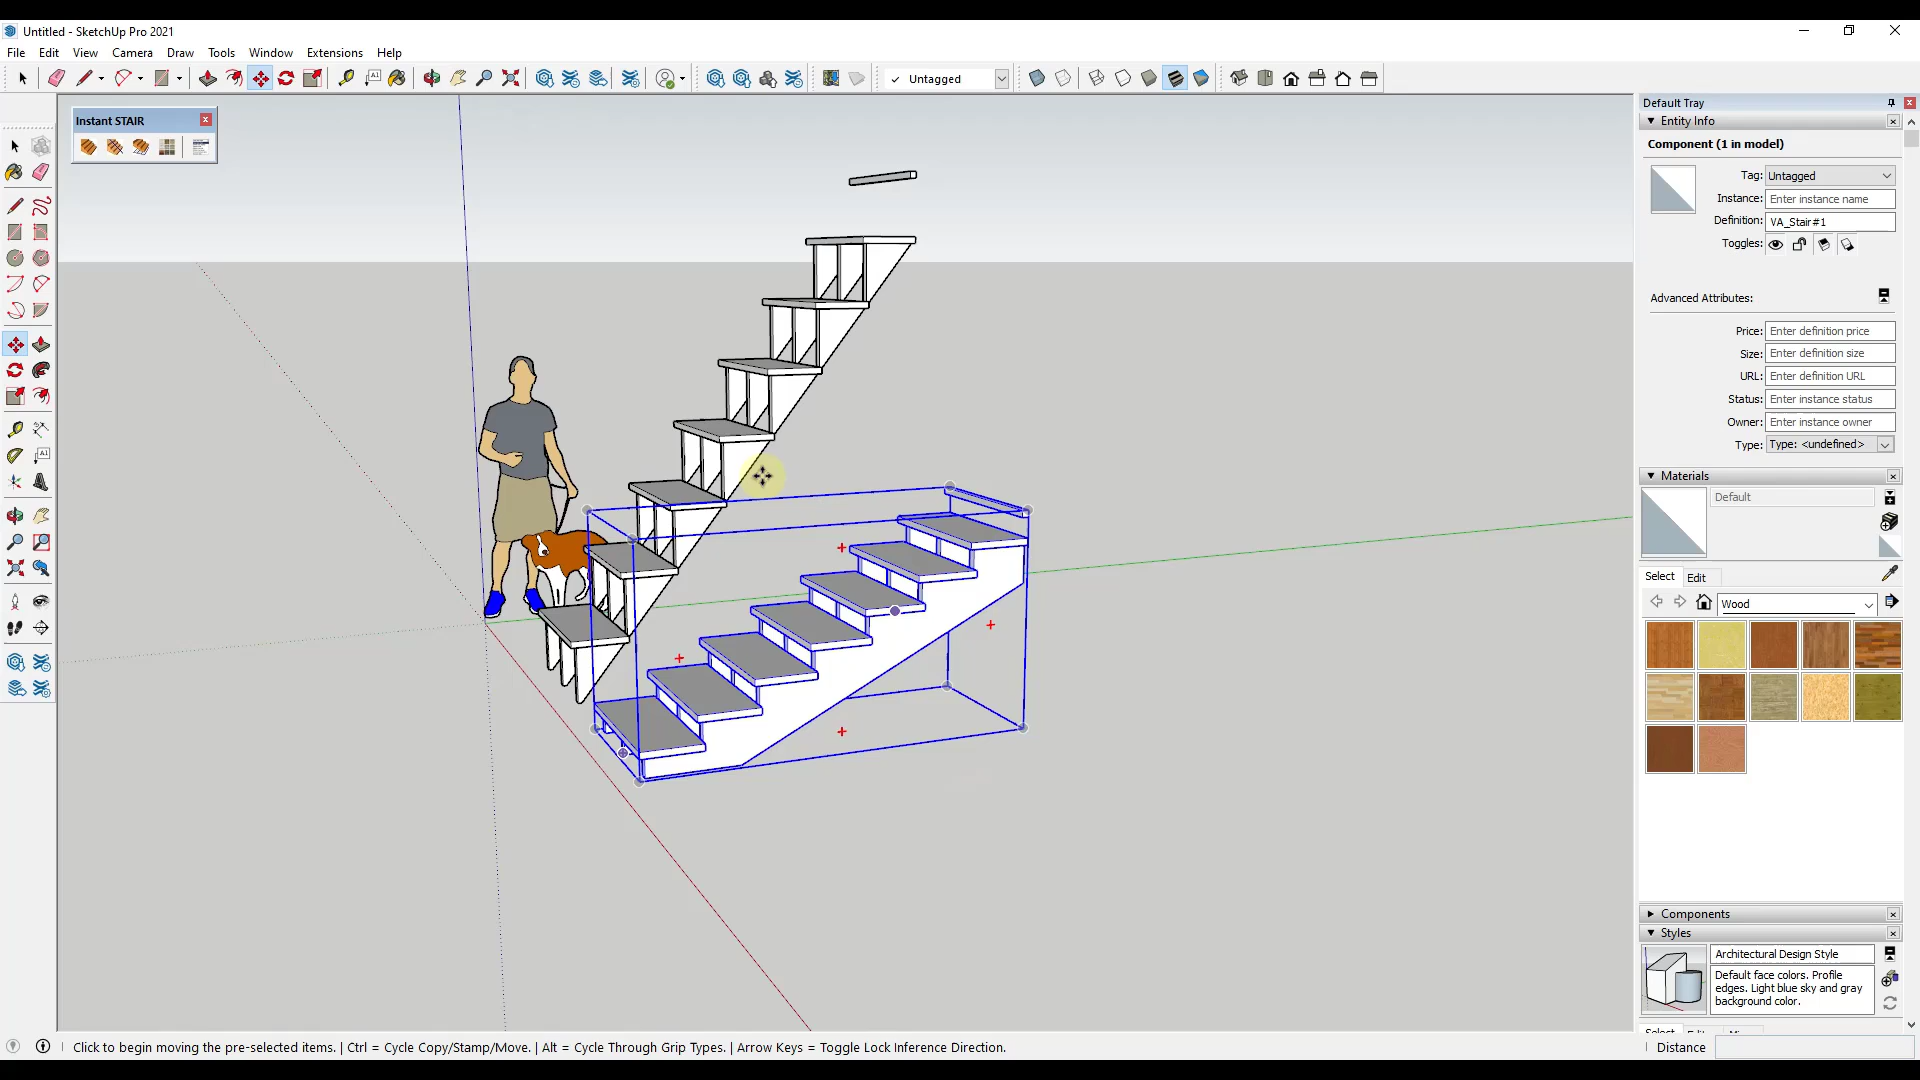 Untitled - SketchUp Pro 2021
File Edit View Camera Draw Tools Window Extensions Help
A1
✓ Untagged
Instant STAIR
A1
Default Tray
Entity Info
Component (1 in model)
Tag: Untagged
Instance: Enter instance name
Definition: VA_Stair#1
Toggles:
Advanced Attributes:
Price: Enter definition price
Size: Enter definition size
URL: Enter definition URL
Status: Enter instance status
Owner: Enter instance owner
Type: Type: <undefined>
Materials
Default
Select Edit
Wood
Components
Styles
Architectural Design Style
Default face colors. Profile
edges. Light blue sky and gray
background color.
Select Edit
Click to begin moving the pre-selected items. | Ctrl = Cycle Copy/Stamp/Move. | Alt = Cycle Through Grip Types. | Arrow Keys = Toggle Lock Inference Direction.
Distance